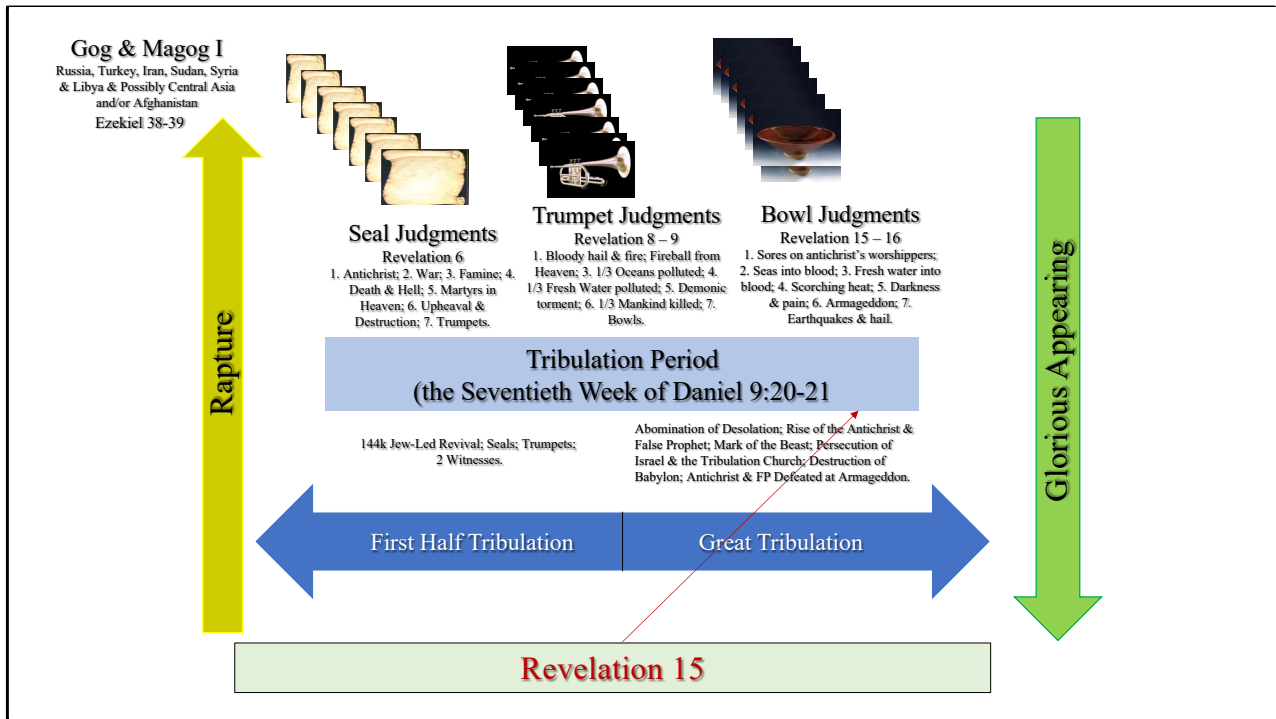 Gog & Magog I
Russia, Turkey, Iran, Sudan, Syria
& Libya & Possibly Central Asia
and/or Afghanistan
Ezekiel 38-39
Rapture
Seal Judgments
Revelation 6
1. Antichrist; 2. War; 3. Famine; 4.
Death & Hell; 5. Martyrs in
Heaven; 6. Upheaval &
Destruction; 7. Trumpets.
Trumpet Judgments
Revelation 8 – 9
1. Bloody hail & fire; Fireball from
Heaven; 3. 1/3 Oceans polluted; 4.
1/3 Fresh Water polluted; 5. Demonic
torment; 6. 1/3 Mankind killed; 7.
Bowls.
Bowl Judgments
Revelation 15 – 16
1. Sores on antichrist’s worshippers;
2. Seas into blood; 3. Fresh water into
blood; 4. Scorching heat; 5. Darkness
& pain; 6. Armageddon; 7.
Earthquakes & hail.
Tribulation Period
(the Seventieth Week of Daniel 9:20-21
144k Jew-Led Revival; Seals; Trumpets;
2 Witnesses.
Abomination of Desolation; Rise of the Antichrist &
False Prophet; Mark of the Beast; Persecution of
Israel & the Tribulation Church; Destruction of
Babylon; Antichrist & FP Defeated at Armageddon.
First Half Tribulation
Great Tribulation
Glorious Appearing
Revelation 15